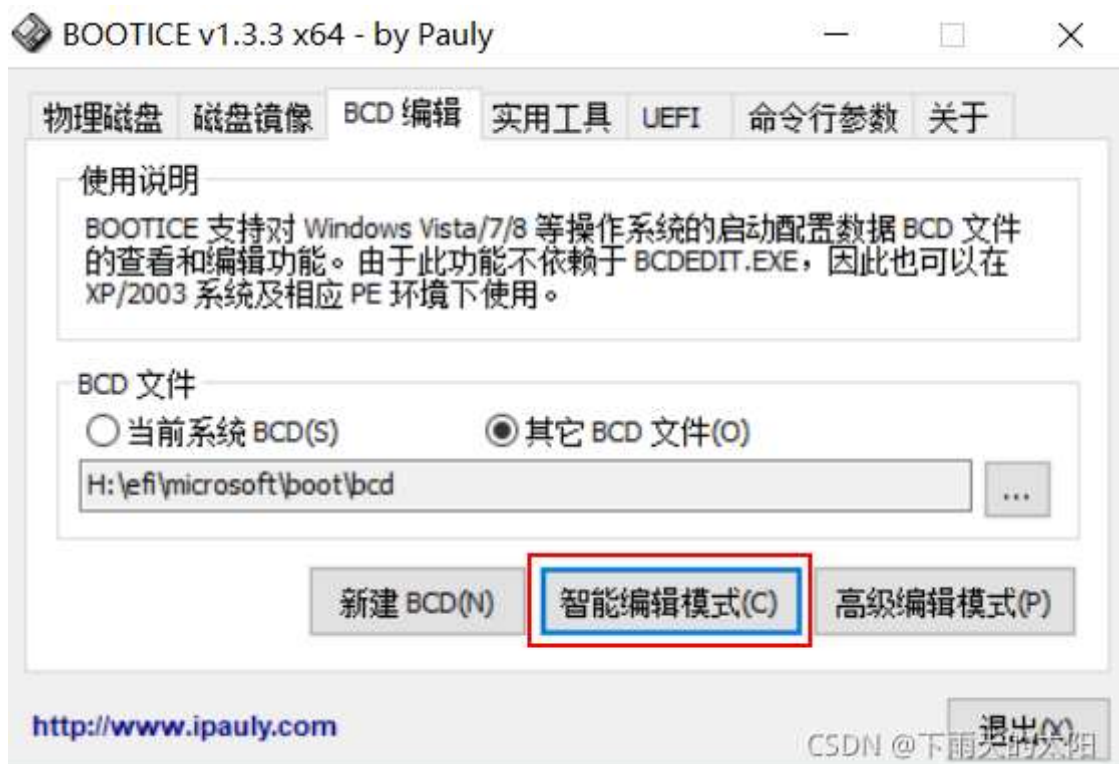 BOOTICE v1.3.3 x64 - by Pauly
物理磁盘 磁盘镜像 BCD 编辑 实用工具 UEFI 命令行参数 关于
使用说明
BOOTICE 支持对 Windows Vista/7/8 等操作系统的启动配置数据 BCD 文件
的查看和编辑功能。由于此功能不依赖于 BCDEDIT.EXE，因此也可以在
XP/2003 系统及相应 PE 环境下使用。
BCD 文件
当前系统 BCD(S) 其它 BCD 文件(O)
H:\efi\microsoft\boot\bcd ...
新建 BCD(N) 智能编辑模式(C) 高级编辑模式(P)
http://www.ipauly.com 退出(X)
CSDN @下雨天的太阳